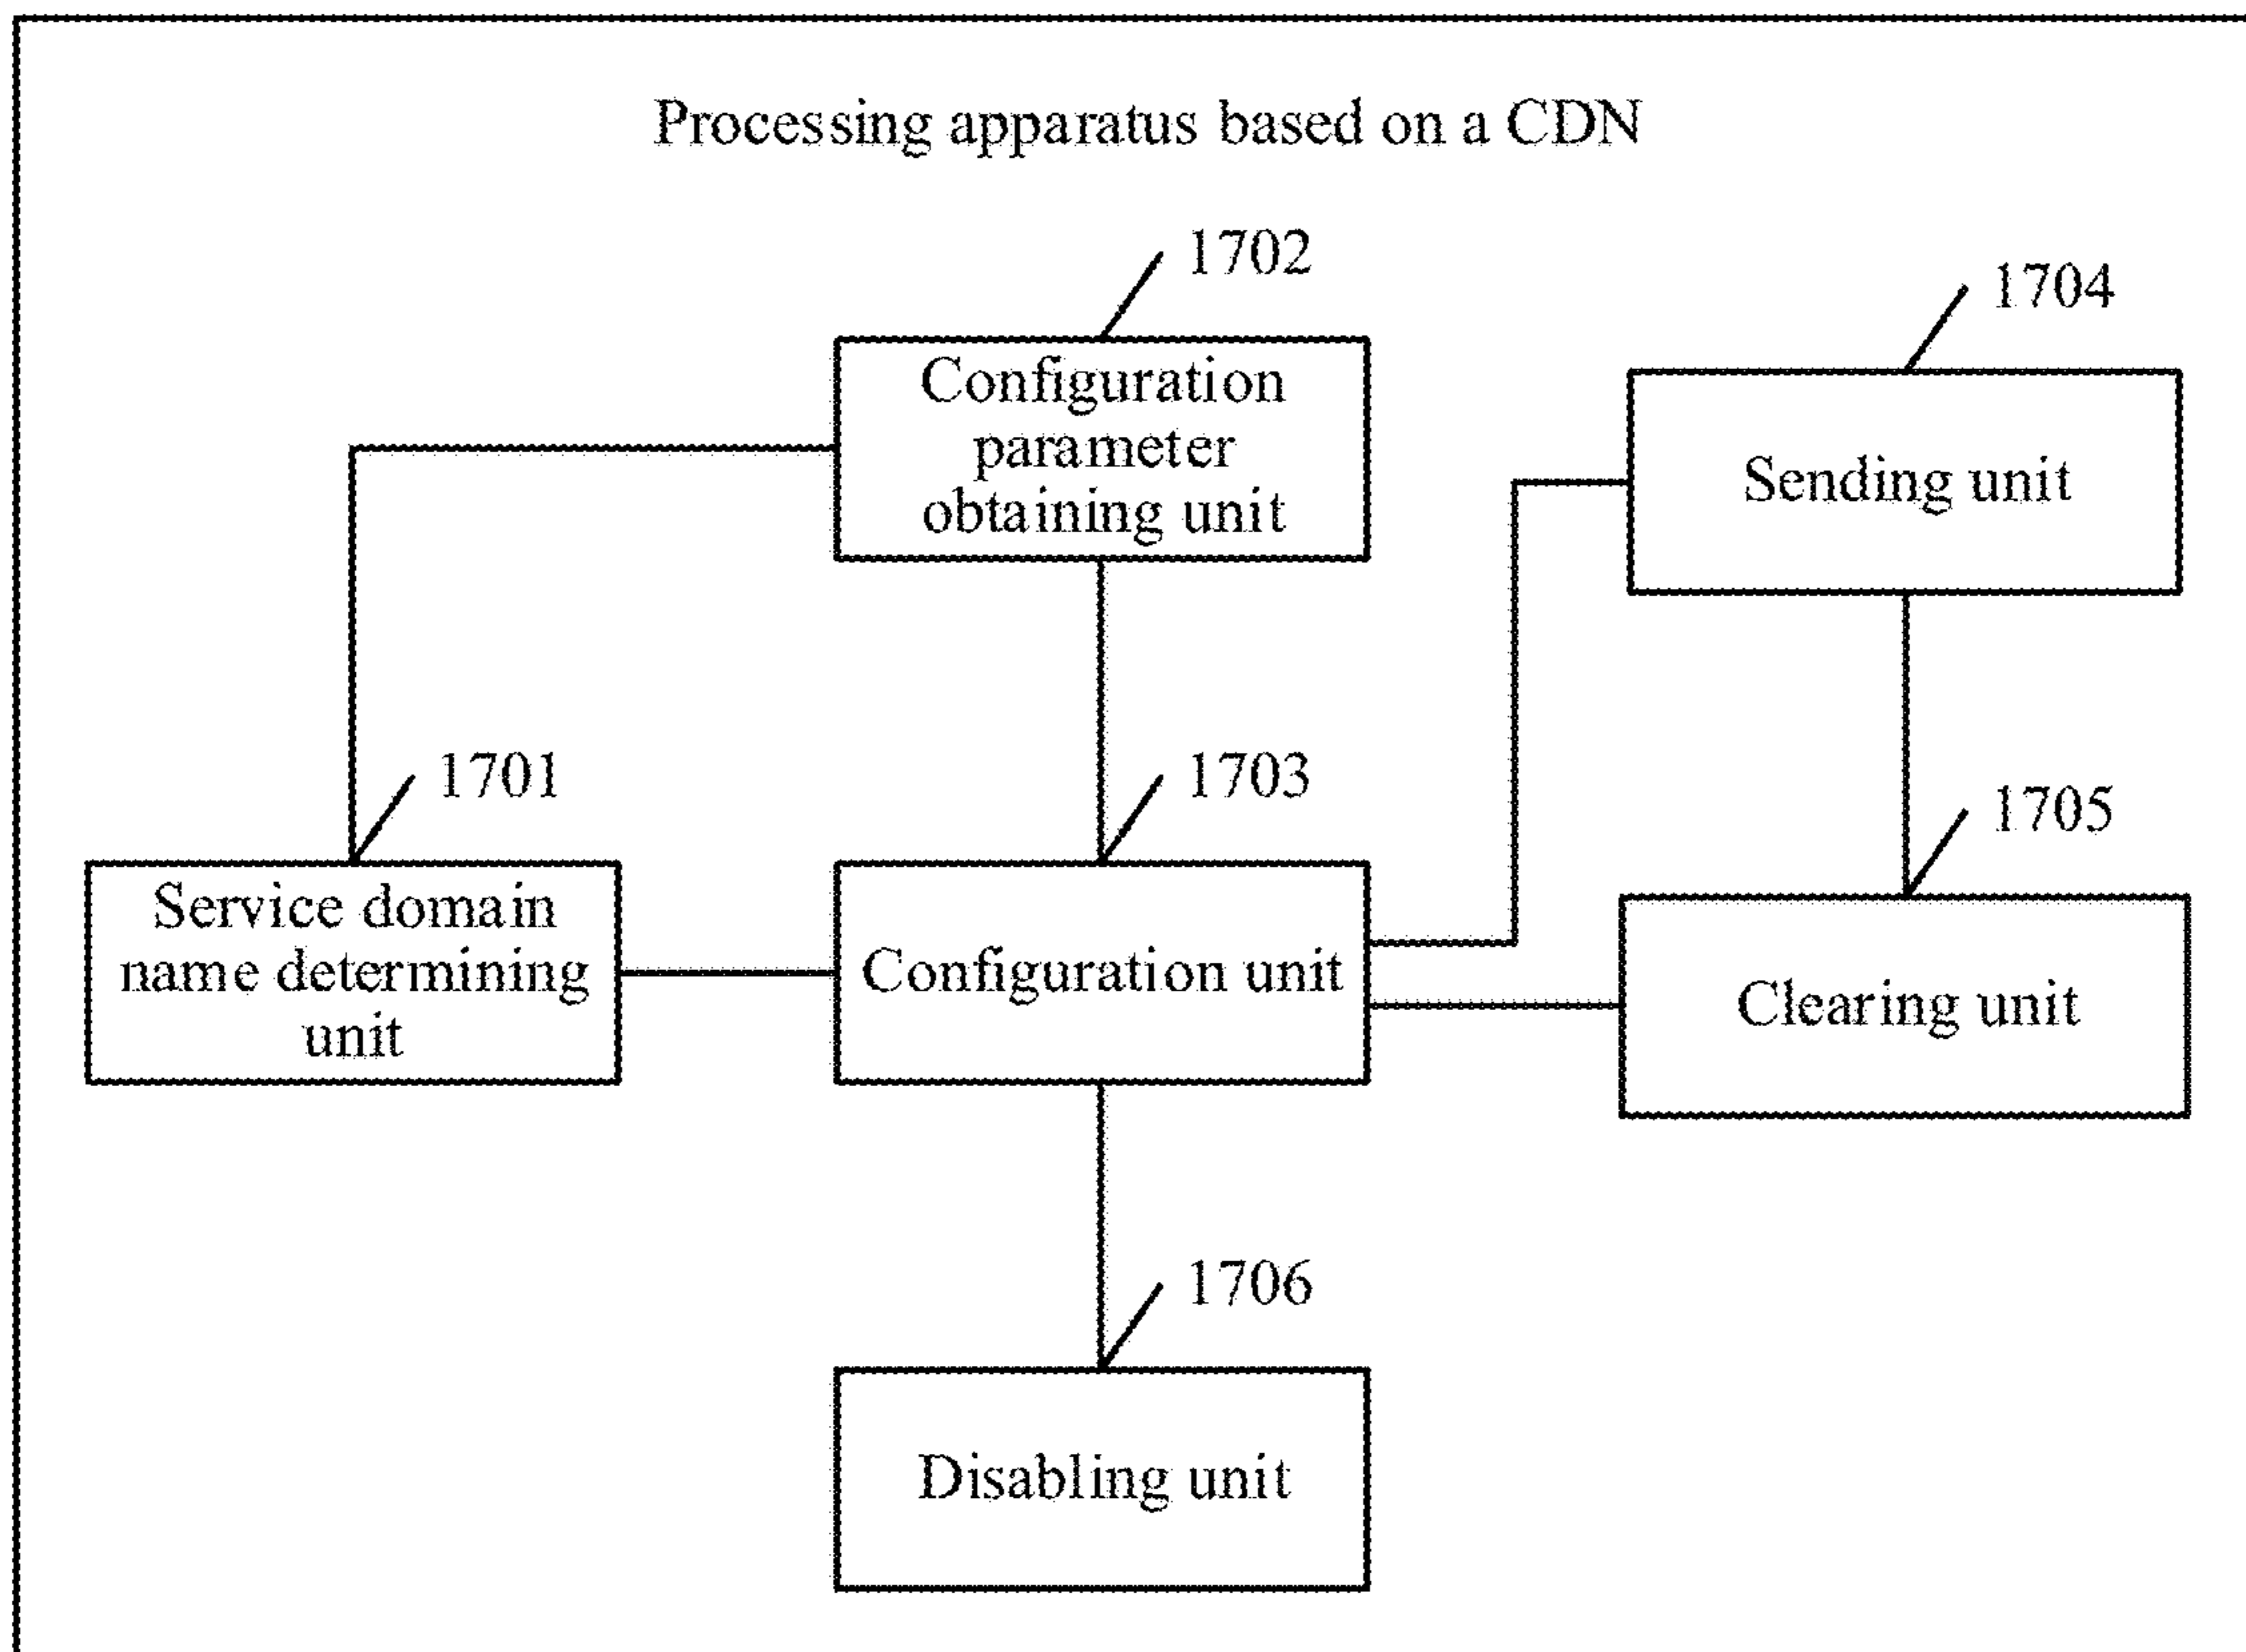 Processing apparatus based on a CDN
1702
Configuration
parameter
obtaining unit
1704
Sending unit
1701
Service domain
name determining
unit
1703
Configuration unit
1705
Clearing unit
1706
Disabling unit